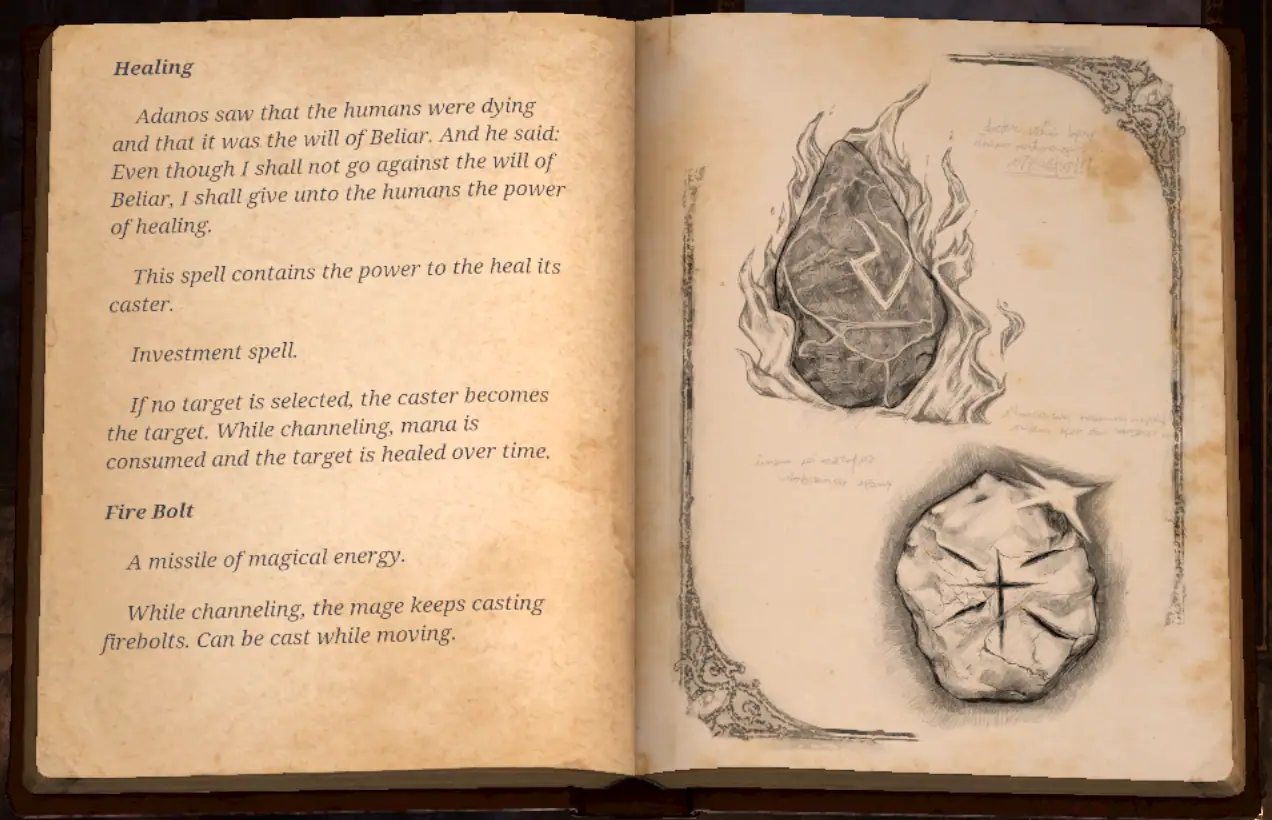 Healing
Adanos saw that the humans were dying
and that it was the will of Beliar. And he said:
Even though I shall not go against the will of
Beliar, I shall give unto the humans the power
of healing.
This spell contains the power to the heal its
caster.
Investment spell.
If no target is selected, the caster becomes
the target. While channeling, mana is
consumed and the target is healed over time.
Fire Bolt
A missile of magical energy.
While channeling, the mage keeps casting
firebolts. Can be cast while moving.